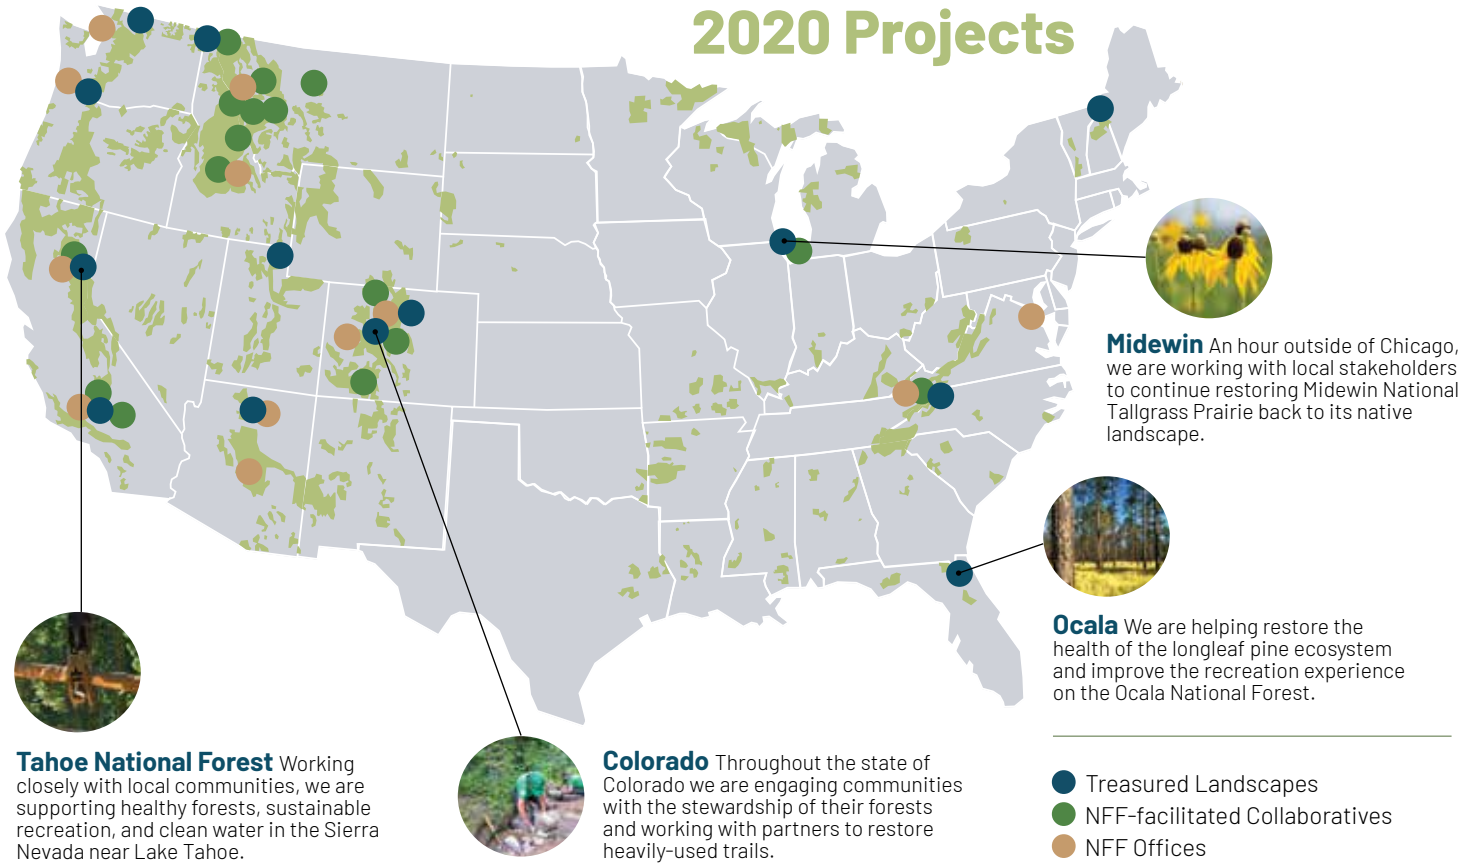 2020 Projects
Midewin An hour outside of Chicago,
we are working with local stakeholders
to continue restoring Midewin National
Tallgrass Prairie back to its native
landscape.
Ocala We are helping restore the
health of the longleaf pine ecosystem
and improve the recreation experience
on the Ocala National Forest.
Tahoe National Forest Working
closely with local communities, we are
supporting healthy forests, sustainable
recreation, and clean water in the Sierra
Nevada near Lake Tahoe.
Colorado Throughout the state of
Colorado we are engaging communities
with the stewardship of their forests
and working with partners to restore
heavily-used trails.
Treasured Landscapes
NFF-facilitated Collaboratives
NFF Offices